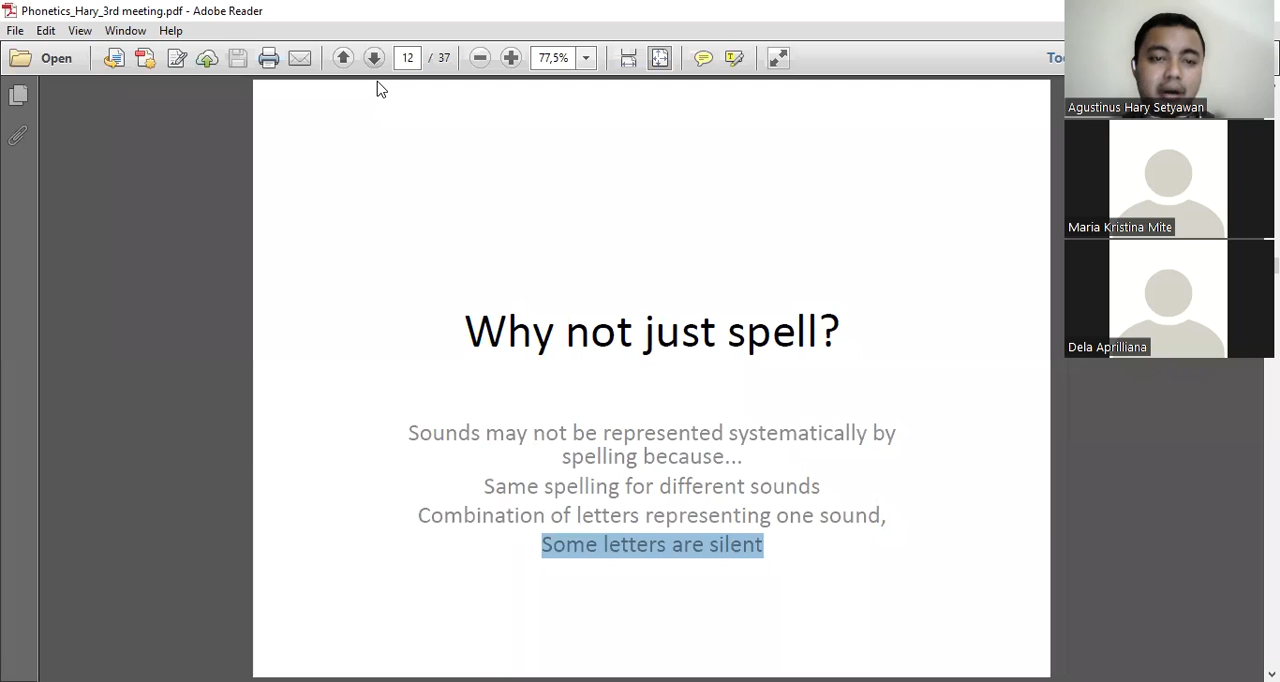 Phonetics_Hary_3rd meeting.pdf - Adobe Reader
File Edit View Window Help
Open 12 / 37 77,5%
Agustinus Hary Setyawan
Maria Kristina Mite
Dela Aprilliana
Why not just spell?
Sounds may not be represented systematically by
spelling because...
Same spelling for different sounds
Combination of letters representing one sound,
Some letters are silent